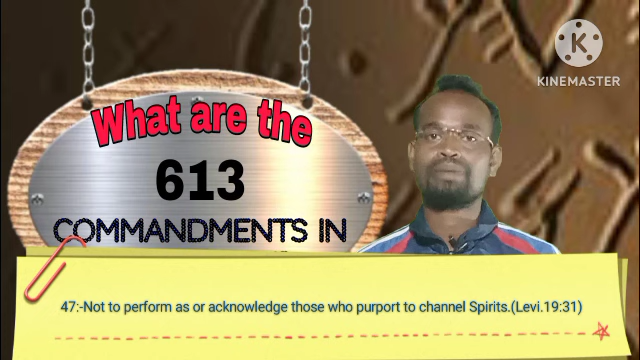 KINEMASTER
What are the
613
COMMANDMENTS IN
47:-Not to perform as or acknowledge those who purport to channel Spirits.(Levi.19:31)